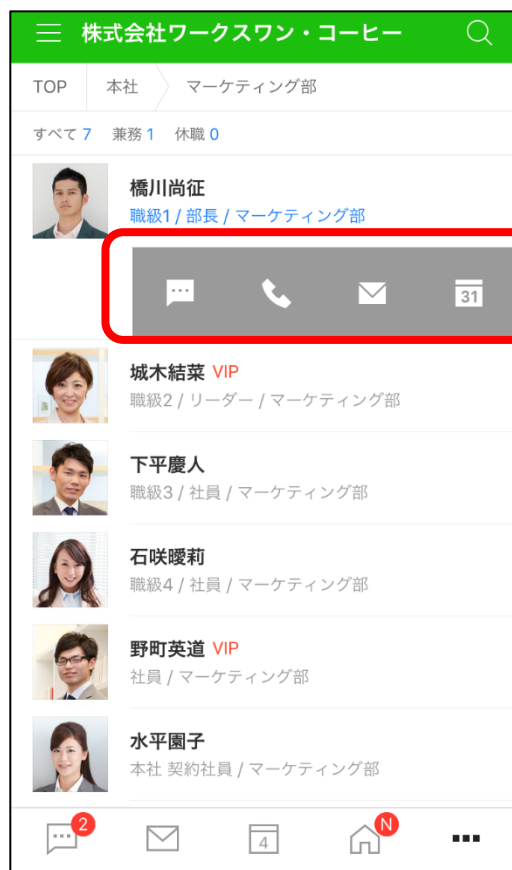 株式会社ワークスワン・コーヒー
TOP 本社 マーケティング部
すべて 7 兼務 1 休職 0
橋川尚征
職級1 / 部長 / マーケティング部
31
城木結菜 VIP
職級2 / リーダー / マーケティング部
下平慶人
職級3 / 社員 / マーケティング部
石咲曖莉
職級4 / 社員 / マーケティング部
野町英道 VIP
社員 / マーケティング部
水平園子
本社 契約社員 / マーケティング部
2 4 N